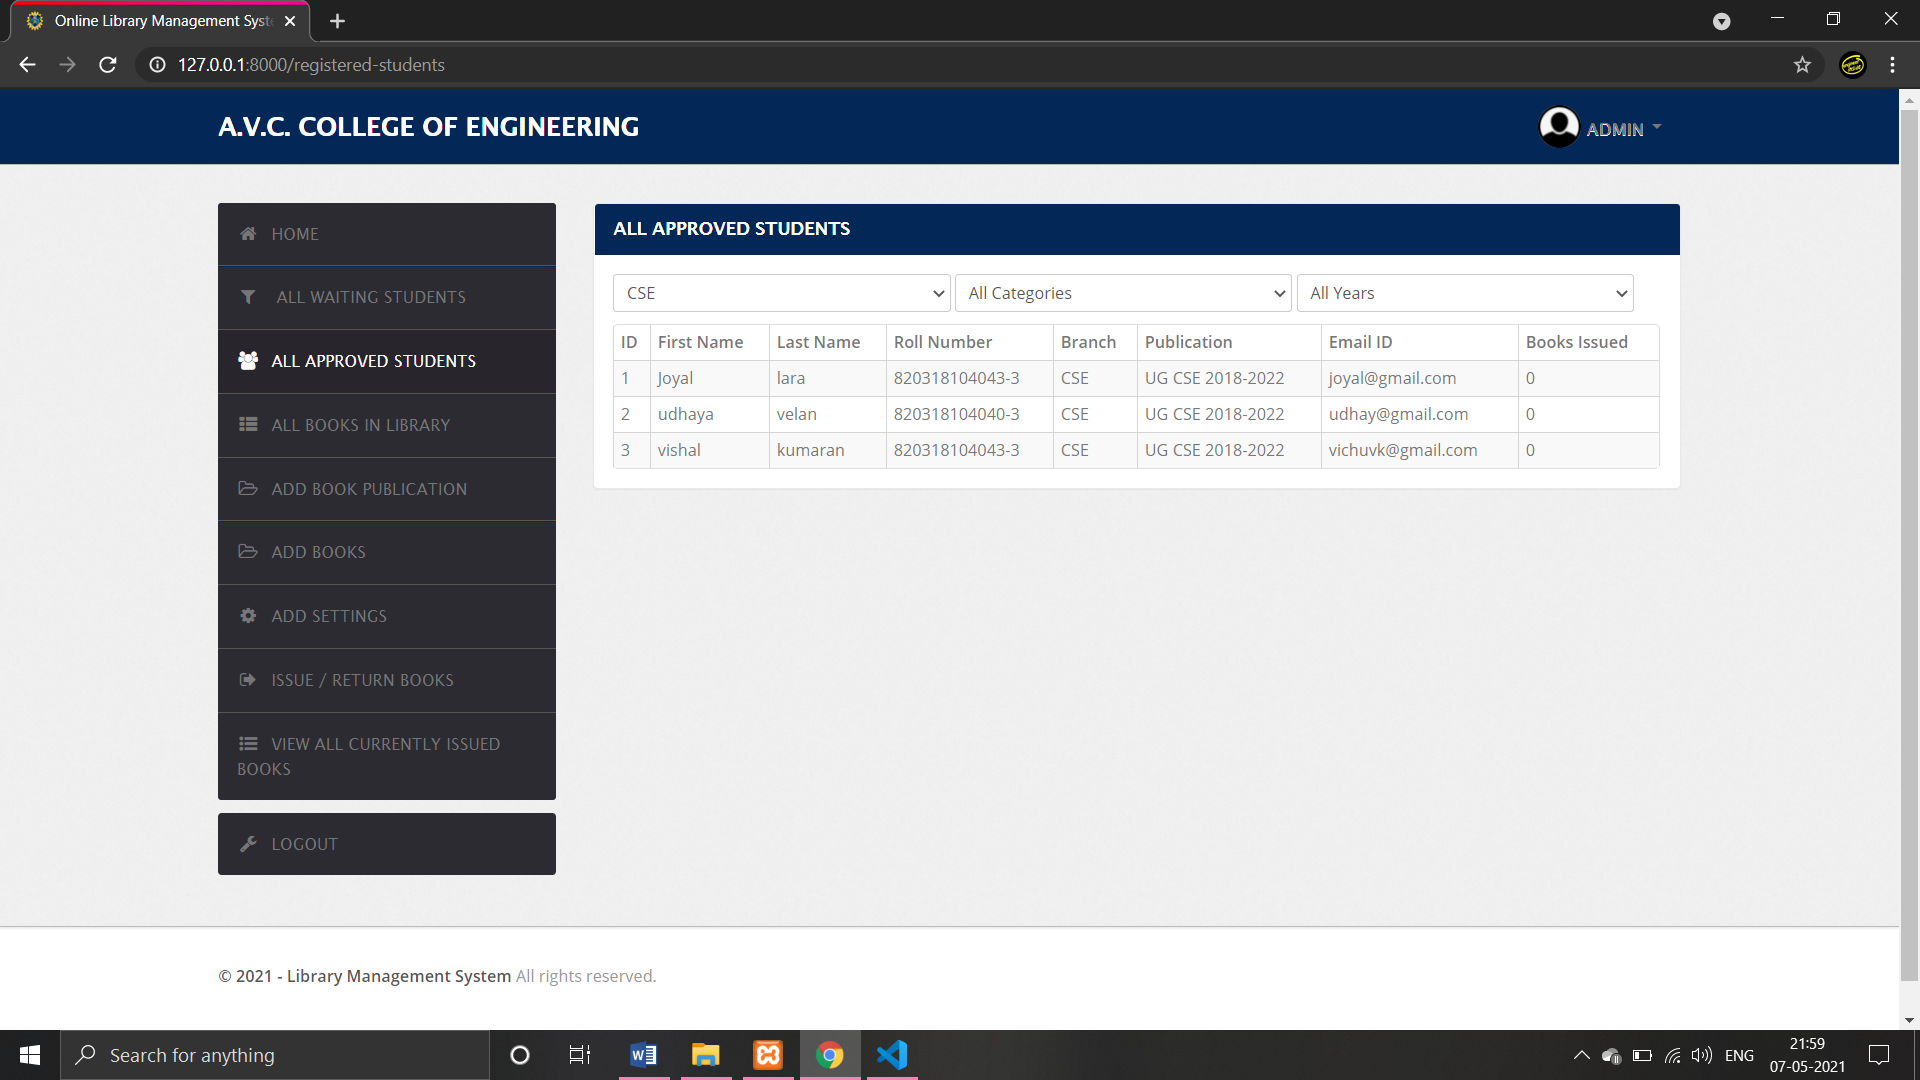 Online Library Management Syste
127.0.0.1:8000/registered-students
A.V.C. COLLEGE OF ENGINEERING
ADMIN
HOME
ALL WAITING STUDENTS
ALL APPROVED STUDENTS
ALL BOOKS IN LIBRARY
ADD BOOK PUBLICATION
ADD BOOKS
ADD SETTINGS
ISSUE / RETURN BOOKS
VIEW ALL CURRENTLY ISSUED
BOOKS
LOGOUT
ALL APPROVED STUDENTS
CSE All Categories All Years
ID First Name Last Name Roll Number Branch Publication Email ID Books Issued
1 Joyal lara 820318104043-3 CSE UG CSE 2018-2022 joyal@gmail.com 0
2 udhaya velan 820318104040-3 CSE UG CSE 2018-2022 udhay@gmail.com 0
3 vishal kumaran 820318104043-3 CSE UG CSE 2018-2022 vichuvk@gmail.com 0
© 2021 - Library Management System All rights reserved.
Search for anything
ENG
21:59
07-05-2021